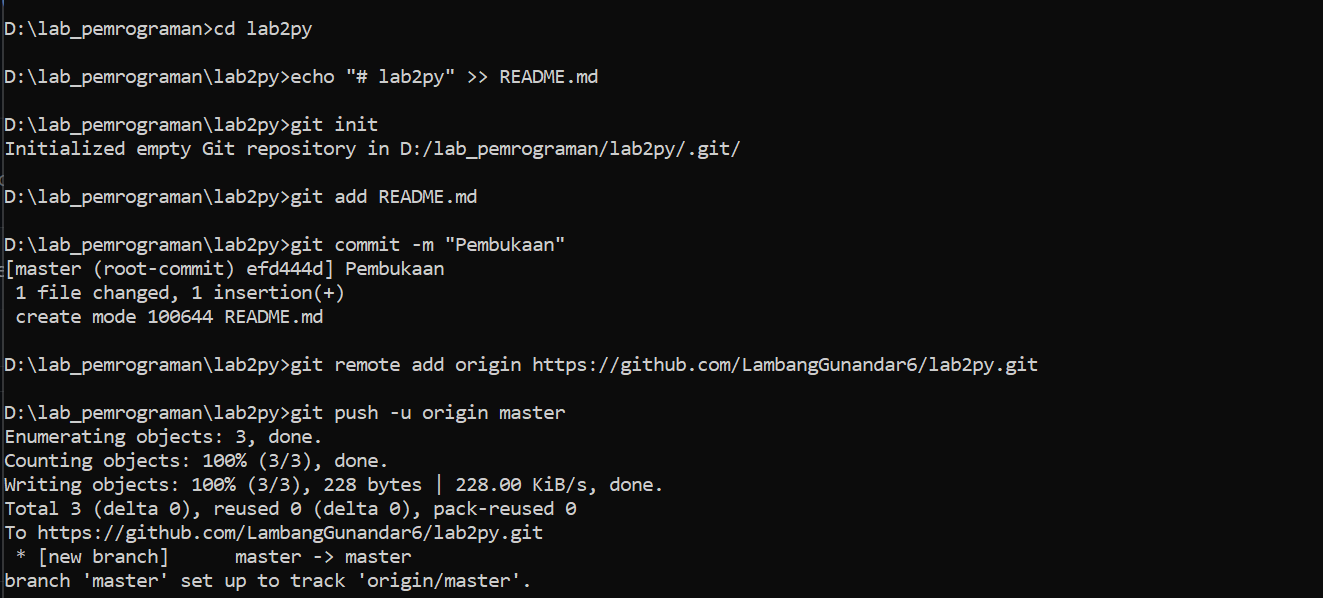 D:\lab_pemrograman>cd lab2py
D:\lab_pemrograman\lab2py>echo "# lab2py" >> README.md
D:\lab_pemrograman\lab2py>git init
Initialized empty Git repository in D:/lab_pemrograman/lab2py/.git/
D:\lab_pemrograman\lab2py>git add README.md
D:\lab_pemrograman\lab2py>git commit -m "Pembukaan"
[master (root-commit) efd444d] Pembukaan
 1 file changed, 1 insertion(+)
 create mode 100644 README.md
D:\lab_pemrograman\lab2py>git remote add origin https://github.com/LambangGunandar6/lab2py.git
D:\lab_pemrograman\lab2py>git push -u origin master
Enumerating objects: 3, done.
Counting objects: 100% (3/3), done.
Writing objects: 100% (3/3), 228 bytes | 228.00 KiB/s, done.
Total 3 (delta 0), reused 0 (delta 0), pack-reused 0
To https://github.com/LambangGunandar6/lab2py.git
 * [new branch]      master -> master
branch 'master' set up to track 'origin/master'.